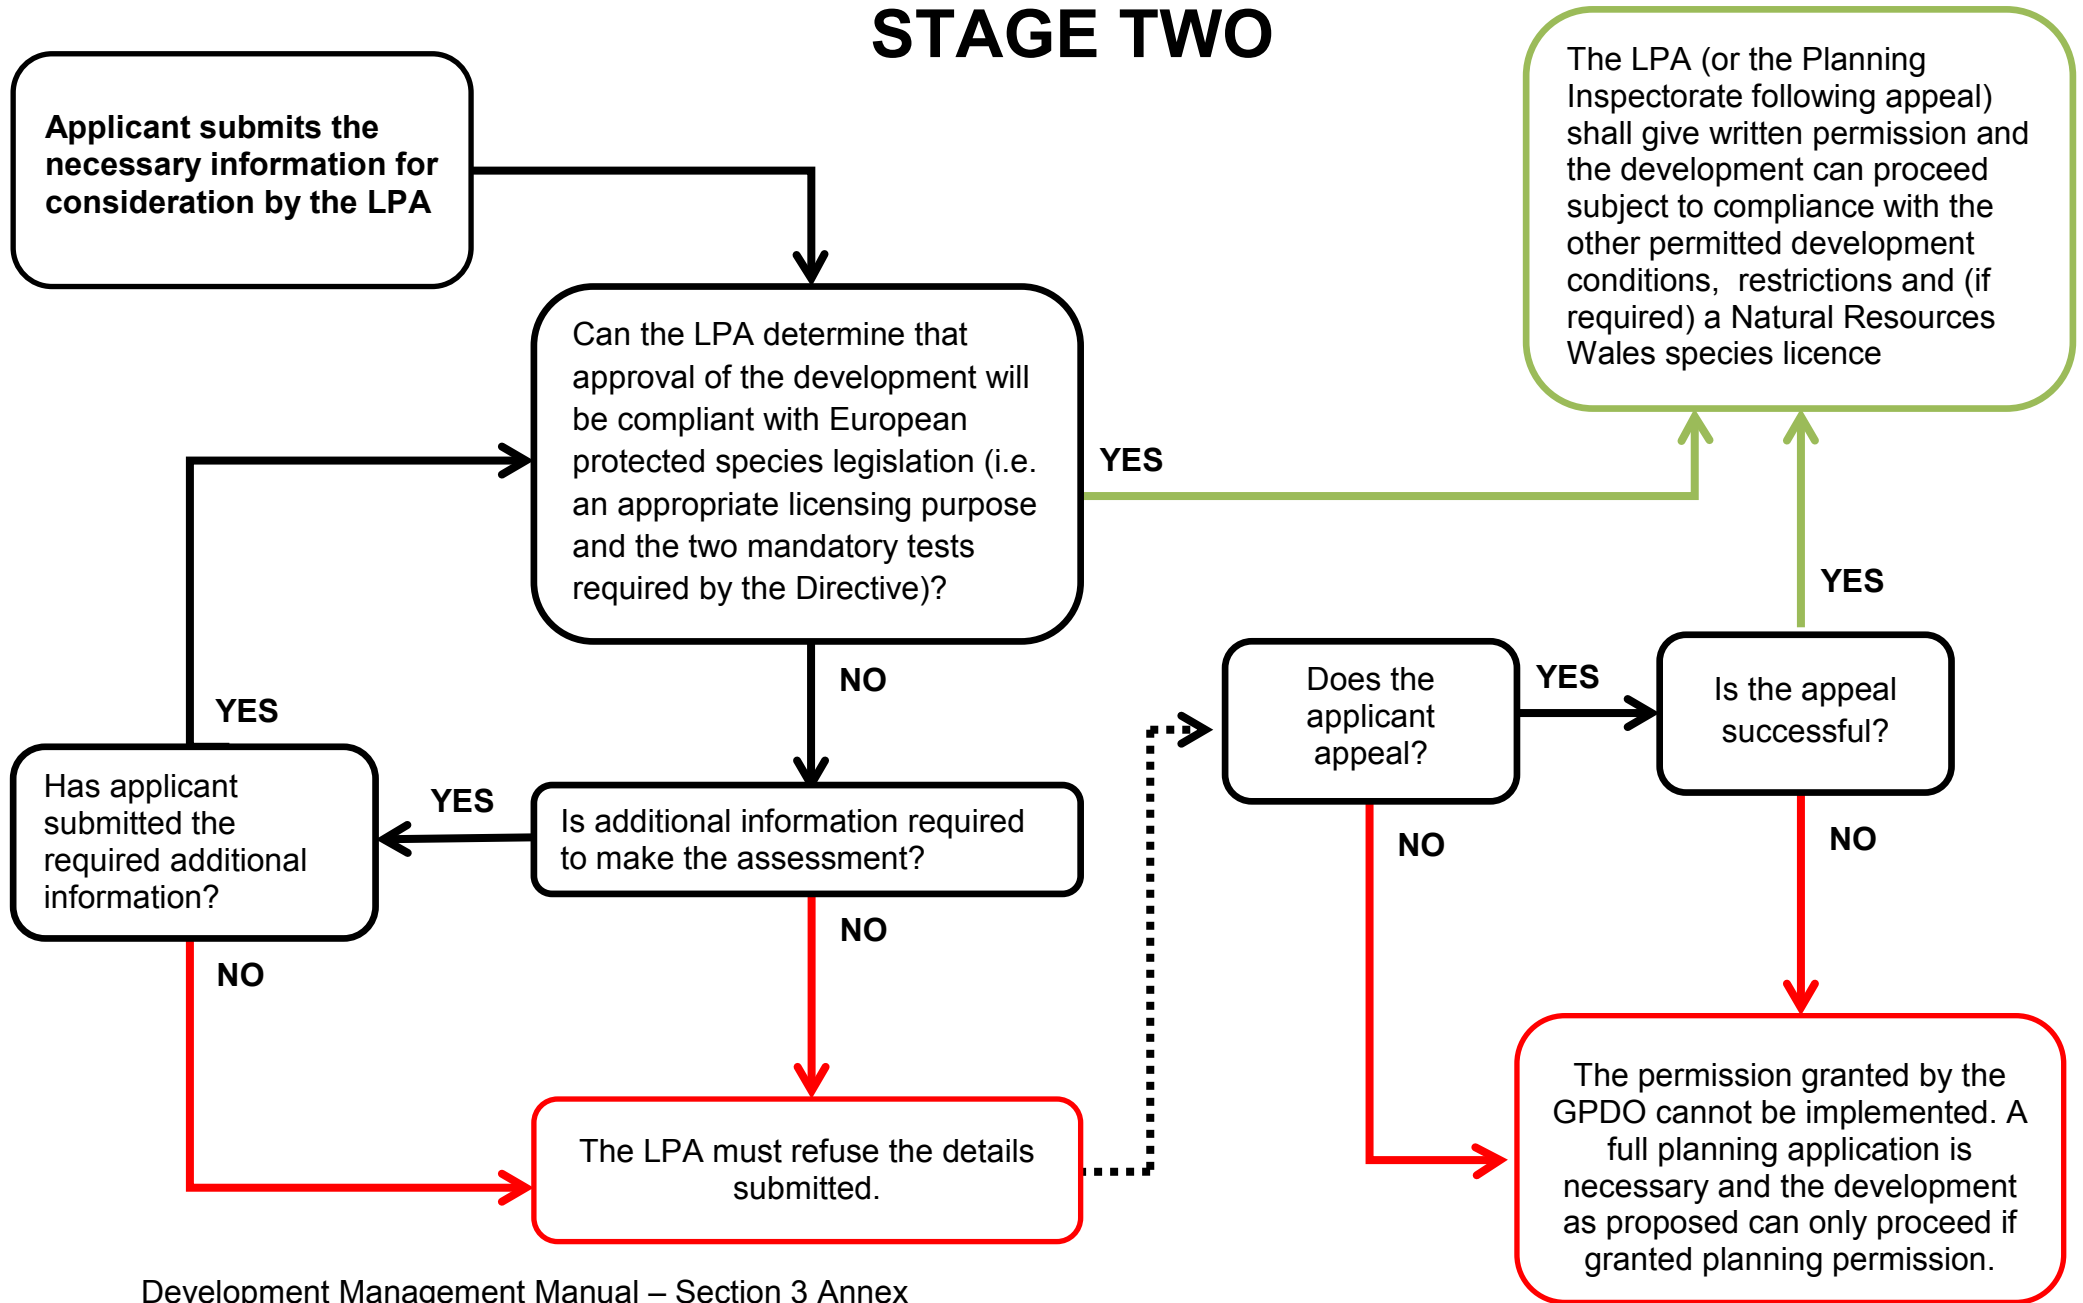 STAGE TWO
Applicant submits the
necessary information for
consideration by the LPA
The LPA (or the Planning
Inspectorate following appeal)
shall give written permission and
the development can proceed
subject to compliance with the
other permitted development
conditions,  restrictions and (if
required) a Natural Resources
Wales species licence
Can the LPA determine that
approval of the development will
be compliant with European
protected species legislation (i.e.
an appropriate licensing purpose
and the two mandatory tests
required by the Directive)?
YES
YES
NO
YES
Does the
applicant
appeal?
YES
Is the appeal
successful?
Has applicant
submitted the
required additional
information?
YES
Is additional information required
to make the assessment?
NO
NO
NO
NO
The LPA must refuse the details
submitted.
The permission granted by the
GPDO cannot be implemented. A
full planning application is
necessary and the development
as proposed can only proceed if
granted planning permission.
Development Management Manual – Section 3 Annex